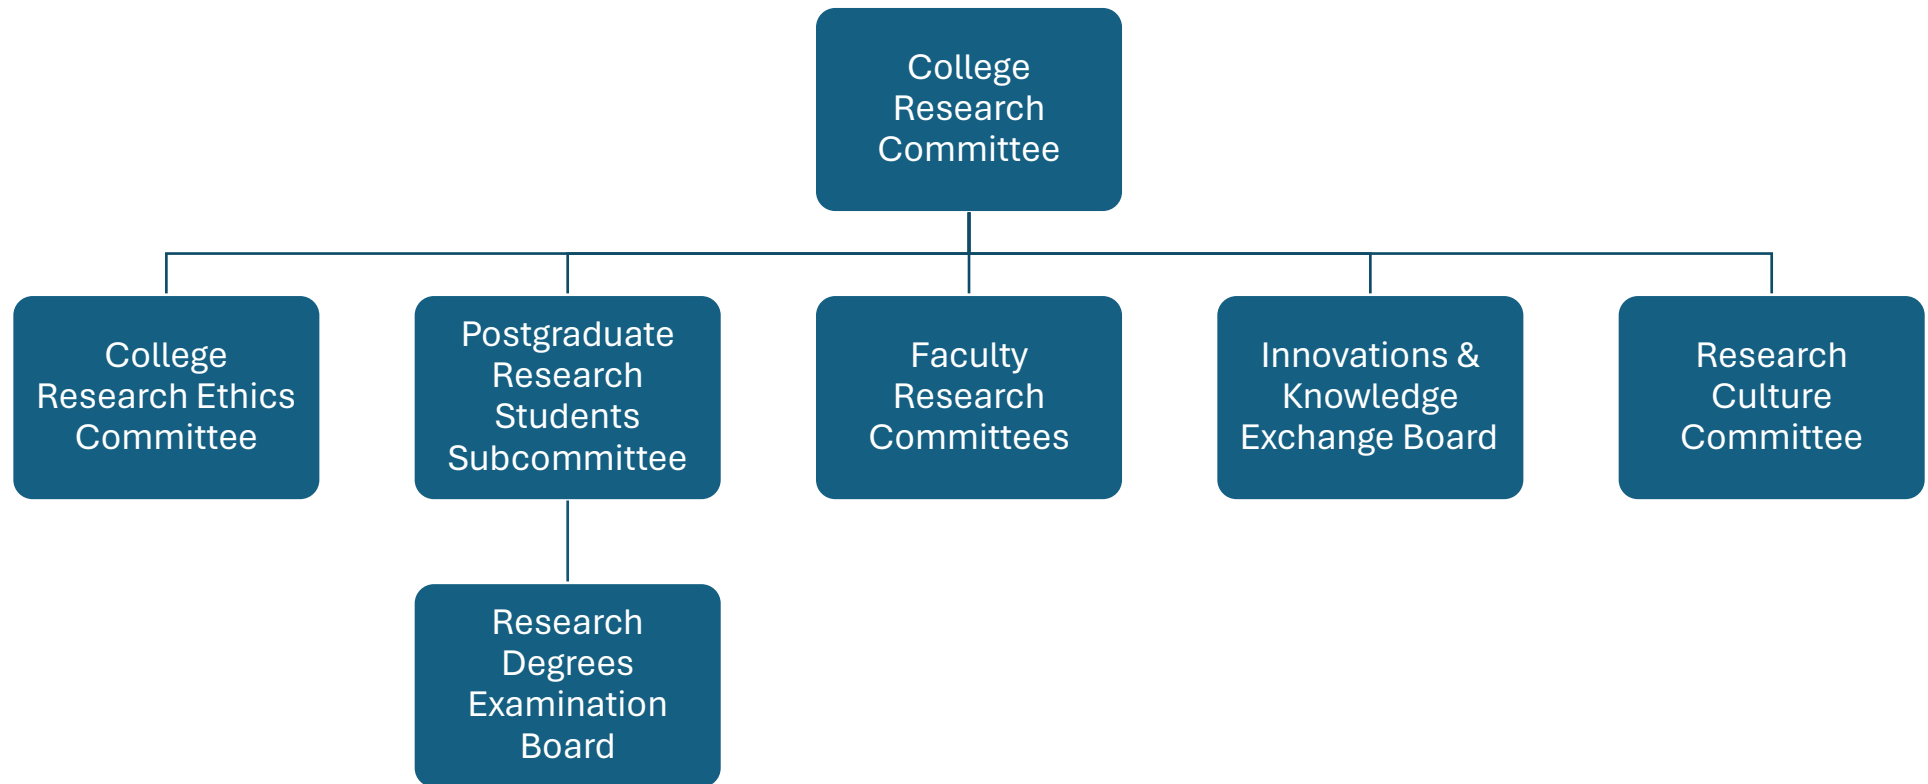 College
Research
Committee
College
Research Ethics
Committee
Postgraduate
Research
Students
Subcommittee
Faculty
Research
Committees
Innovations &
Knowledge
Exchange Board
Research
Culture
Committee
Research
Degrees
Examination
Board